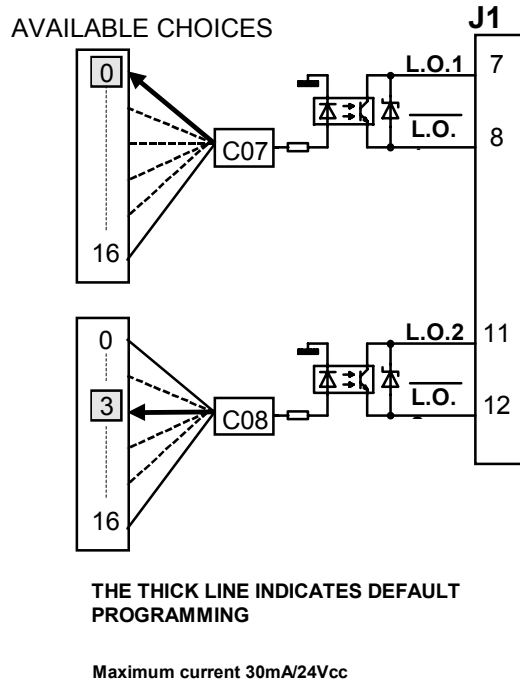 AVAILABLE CHOICES
J1
0
16
C07
L.O.1
7
L.O.
8
0
3
16
C08
L.O.2
11
L.O.
12
THE THICK LINE INDICATES DEFAULT
PROGRAMMING
Maximum current 30mA/24Vcc